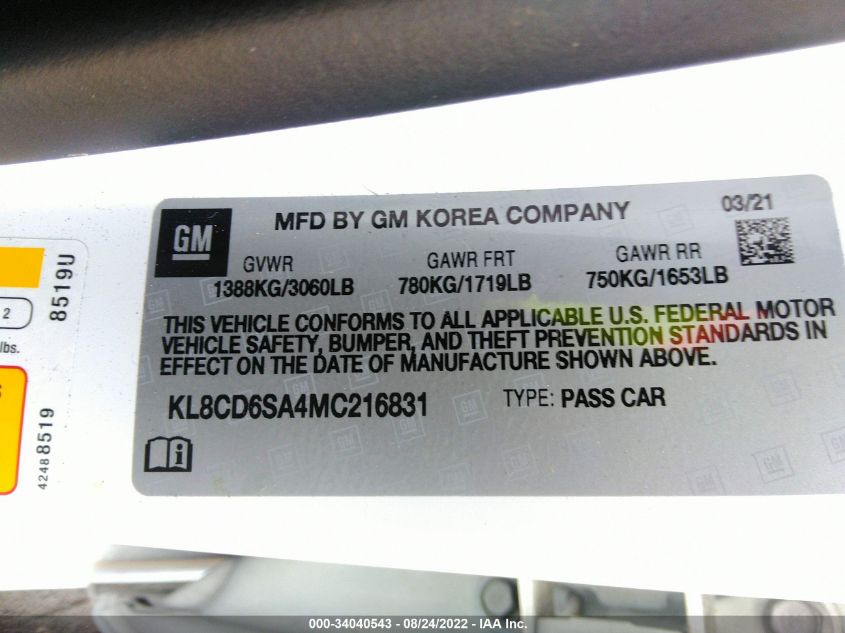 GM
MFD BY GM KOREA COMPANY
03/21
GVWR
GAWR FRT
GAWR RR
1388KG/3060LB
780KG/1719LB
750KG/1653LB
THIS VEHICLE CONFORMS TO ALL APPLICABLE U.S. FEDERAL MOTOR
VEHICLE SAFETY, BUMPER, AND THEFT PREVENTION STANDARDS IN
EFFECT ON THE DATE OF MANUFACTURE SHOWN ABOVE.
KL8CD6SA4MC216831
TYPE: PASS CAR
8519U
2
lbs.
S
42488519
000-34040543 - 08/24/2022 - IAA Inc.